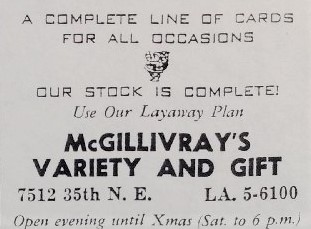 A COMPLETE LINE OF CARDS
FOR ALL OCCASIONS
OUR STOCK IS COMPLETE!
Use Our Layaway Plan
McGILLIVRAY'S
VARIETY AND GIFT
7512 35th N. E. LA. 5-6100
Open evening until Xmas (Sat. to 6 p.m.)